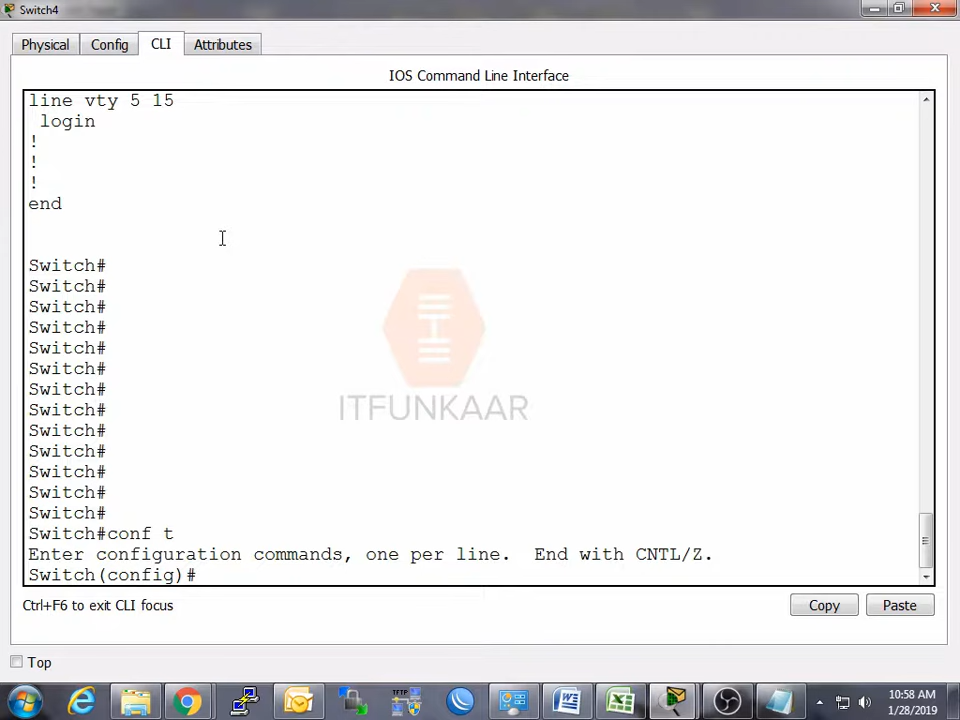 Switch4
Physical
Config
CLI
Attributes
IOS Command Line Interface
line vty 5 15
login
!
!
!
end
Switch#
Switch#
Switch#
Switch#
Switch#
Switch#
Switch#
Switch#
Switch#
Switch#
Switch#
Switch#
Switch#
Switch#conf t
Enter configuration commands, one per line.  End with CNTL/Z.
Switch(config)#
ITFUNKAAR
Ctrl+F6 to exit CLI focus
Copy
Paste
Top
TFTP
10:58 AM
1/28/2019